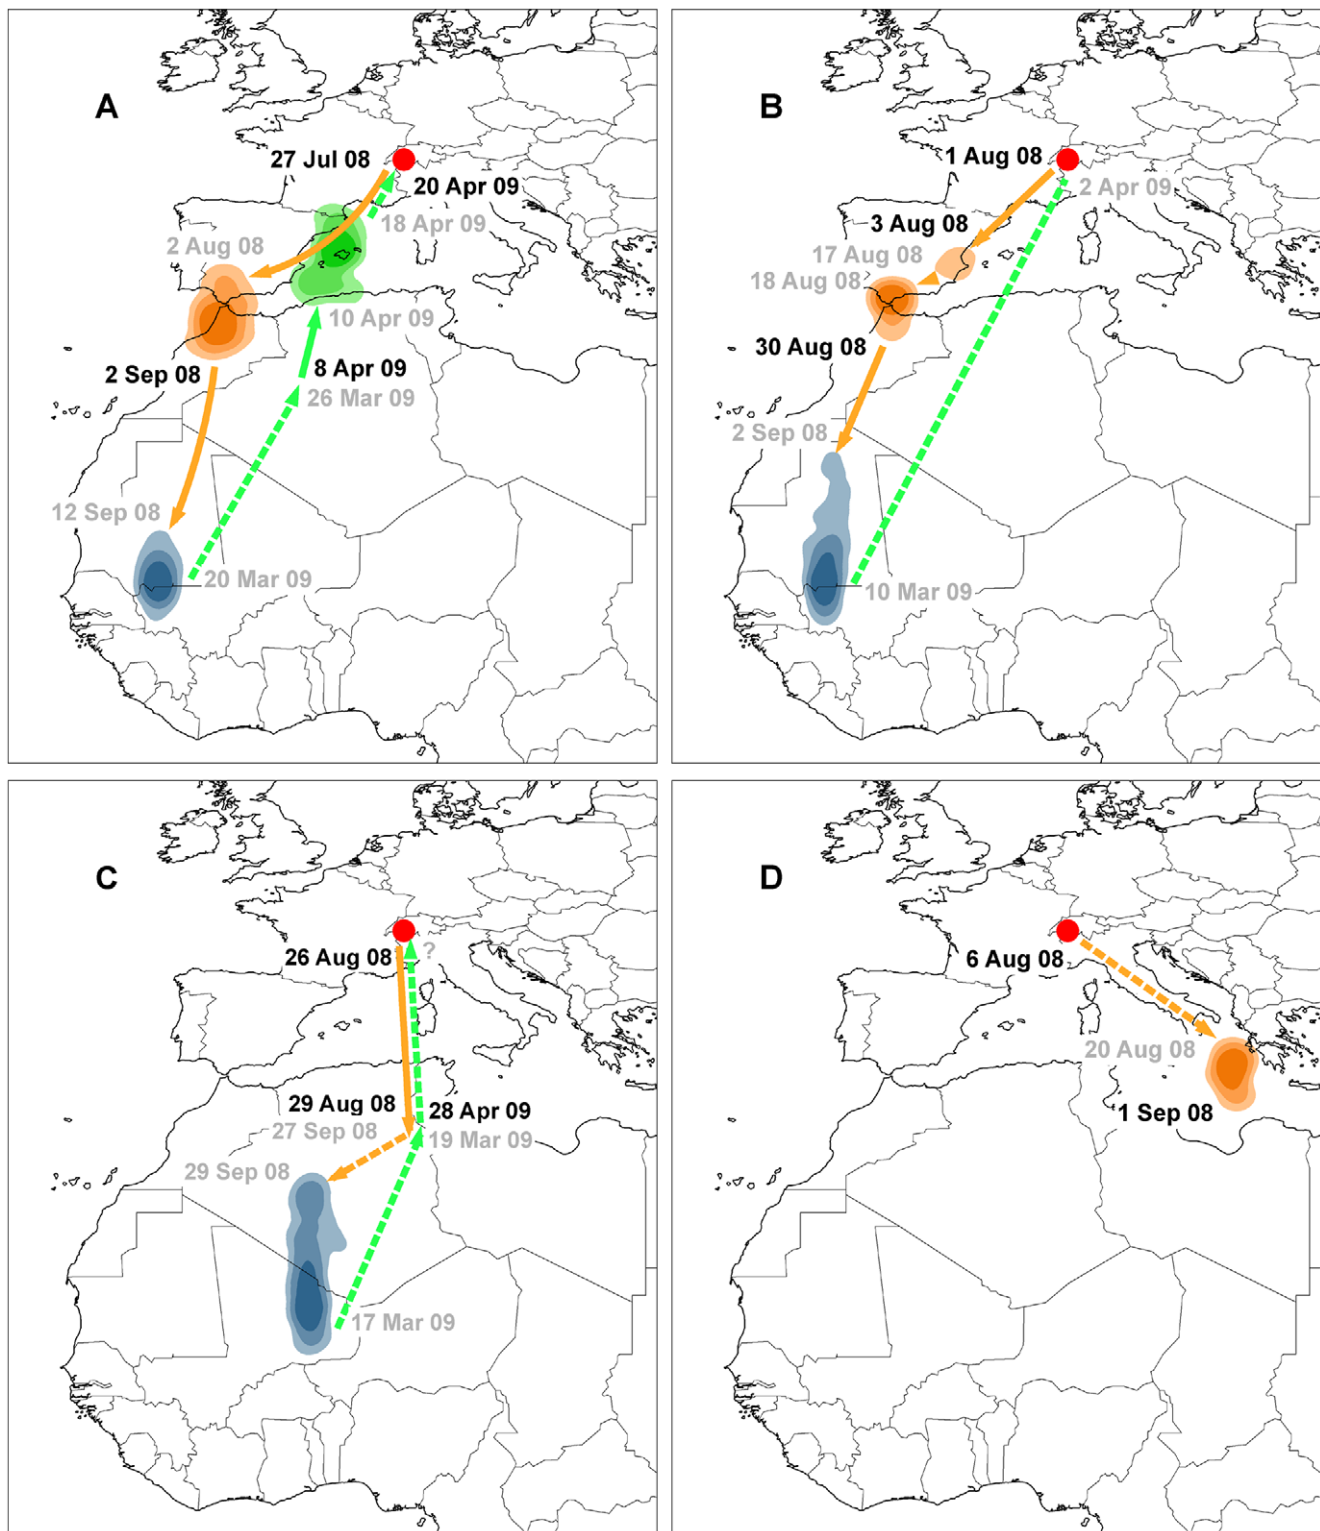 A
27 Jul 08
20 Apr 09
18 Apr 09
2 Aug 08
10 Apr 09
8 Apr 09
2 Sep 08
26 Mar 09
12 Sep 08
20 Mar 09
B
1 Aug 08
2 Apr 09
3 Aug 08
17 Aug 08
18 Aug 08
30 Aug 08
2 Sep 08
10 Mar 09
C
26 Aug 08
?
29 Aug 08
28 Apr 09
27 Sep 08
19 Mar 09
29 Sep 08
17 Mar 09
D
6 Aug 08
20 Aug 08
1 Sep 08